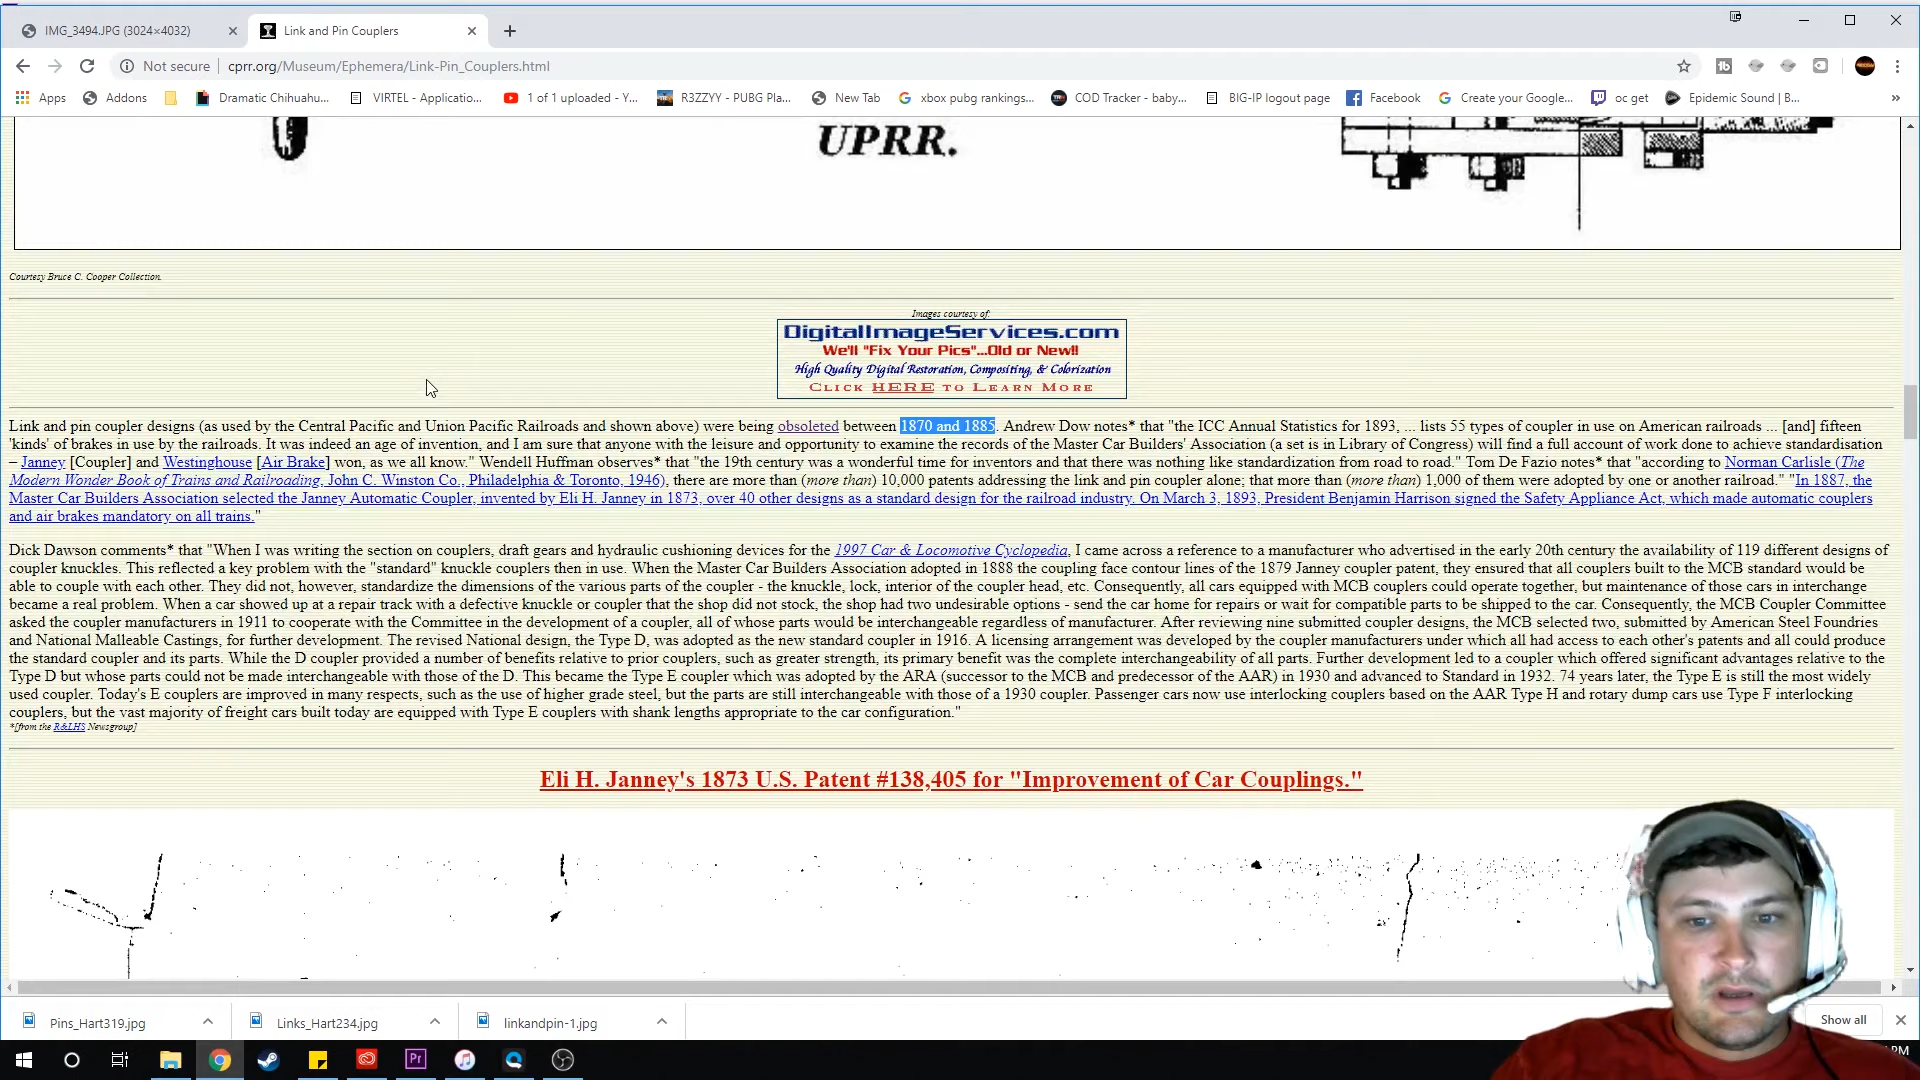 IMG_3494.JPG (3024×4032)
Link and Pin Couplers
Not secure
cprr.org/Museum/Ephemera/Link-Pin_Couplers.html
Apps
Addons
Dramatic Chihuahu...
VIRTEL - Applicatio...
1 of 1 uploaded - Y...
R3ZZYY - PUBG Pla...
New Tab
xbox pubg rankings...
COD Tracker - baby...
BIG-IP logout page
Facebook
Create your Google...
oc get
Epidemic Sound | B...
UPRR.
Courtesy Bruce C. Cooper Collection.
Images courtesy of:
DigitalImageServices.com
We'll "Fix Your Pics"...Old or New!!
High Quality Digital Restoration, Compositing, & Colorization
Click HERE to Learn More
Link and pin coupler designs (as used by the Central Pacific and Union Pacific Railroads and shown above) were being obsoleted between 1870 and 1885. Andrew Dow notes* that "the ICC Annual Statistics for 1893, ... lists 55 types of coupler in use on American railroads ... [and] fifteen
'kinds' of brakes in use by the railroads. It was indeed an age of invention, and I am sure that anyone with the leisure and opportunity to examine the records of the Master Car Builders' Association (a set is in Library of Congress) will find a full account of work done to achieve standardisation
– Janney [Coupler] and Westinghouse [Air Brake] won, as we all know." Wendell Huffman observes* that "the 19th century was a wonderful time for inventors and that there was nothing like standardization from road to road." Tom De Fazio notes* that "according to Norman Carlisle (The
Modern Wonder Book of Trains and Railroading, John C. Winston Co., Philadelphia & Toronto, 1946), there are more than (more than) 10,000 patents addressing the link and pin coupler alone; that more than (more than) 1,000 of them were adopted by one or another railroad." "In 1887, the
Master Car Builders Association selected the Janney Automatic Coupler, invented by Eli H. Janney in 1873, over 40 other designs as a standard design for the railroad industry. On March 3, 1893, President Benjamin Harrison signed the Safety Appliance Act, which made automatic couplers
and air brakes mandatory on all trains."
Dick Dawson comments* that "When I was writing the section on couplers, draft gears and hydraulic cushioning devices for the 1997 Car & Locomotive Cyclopedia, I came across a reference to a manufacturer who advertised in the early 20th century the availability of 119 different designs of
coupler knuckles. This reflected a key problem with the "standard" knuckle couplers then in use. When the Master Car Builders Association adopted in 1888 the coupling face contour lines of the 1879 Janney coupler patent, they ensured that all couplers built to the MCB standard would be
able to couple with each other. They did not, however, standardize the dimensions of the various parts of the coupler - the knuckle, lock, interior of the coupler head, etc. Consequently, all cars equipped with MCB couplers could operate together, but maintenance of those cars in interchange
became a real problem. When a car showed up at a repair track with a defective knuckle or coupler that the shop did not stock, the shop had two undesirable options - send the car home for repairs or wait for compatible parts to be shipped to the car. Consequently, the MCB Coupler Committee
asked the coupler manufacturers in 1911 to cooperate with the Committee in the development of a coupler, all of whose parts would be interchangeable regardless of manufacturer. After reviewing nine submitted coupler designs, the MCB selected two, submitted by American Steel Foundries
and National Malleable Castings, for further development. The revised National design, the Type D, was adopted as the new standard coupler in 1916. A licensing arrangement was developed by the coupler manufacturers under which all had access to each other's patents and all could produce
the standard coupler and its parts. While the D coupler provided a number of benefits relative to prior couplers, such as greater strength, its primary benefit was the complete interchangeability of all parts. Further development led to a coupler which offered significant advantages relative to the
Type D but whose parts could not be made interchangeable with those of the D. This became the Type E coupler which was adopted by the ARA (successor to the MCB and predecessor of the AAR) in 1930 and advanced to Standard in 1932. 74 years later, the Type E is still the most widely
used coupler. Today's E couplers are improved in many respects, such as the use of higher grade steel, but the parts are still interchangeable with those of a 1930 coupler. Passenger cars now use interlocking couplers based on the AAR Type H and rotary dump cars use Type F interlocking
couplers, but the vast majority of freight cars built today are equipped with Type E couplers with shank lengths appropriate to the car configuration."
*[from the R&LHS Newsgroup]
Eli H. Janney's 1873 U.S. Patent #138,405 for "Improvement of Car Couplings."
Pins_Hart319.jpg
Links_Hart234.jpg
linkandpin-1.jpg
Show all
PM